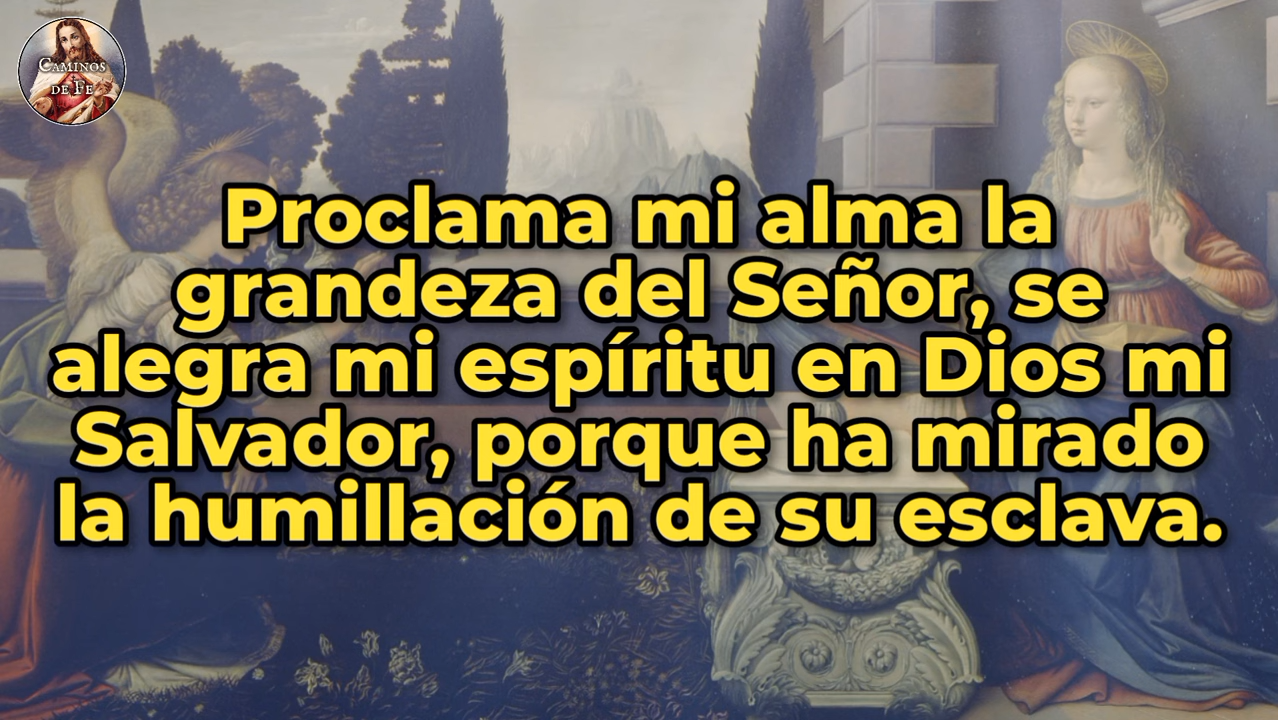 CAMINOS
DE FE
Proclama mi alma la
grandeza del Señor, se
alegra mi espíritu en Dios mi
Salvador, porque ha mirado
la humillación de su esclava.